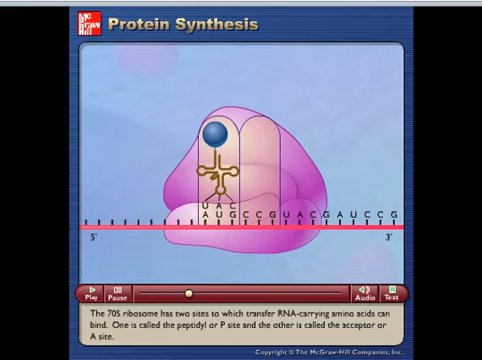 Mc
Graw
Hill
Protein Synthesis
U A C
A U G C C G U A C G A U C C G
5' 3'
Play Pause Audio Text
The 70S ribosome has two sites to which transfer RNA-carrying amino acids can
bind. One is called the peptidyl or P site and the other is called the acceptor or
A site.
Copyright © The McGraw-Hill Companies, Inc.